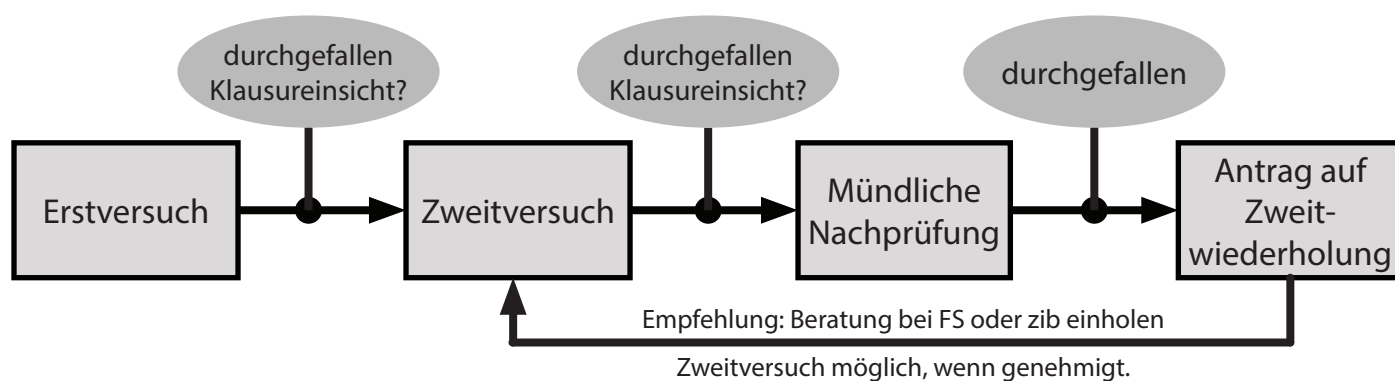 durchgefallen
Klausureinsicht?
durchgefallen
Klausureinsicht?
durchgefallen
Erstversuch
Zweitversuch
Mündliche
Nachprüfung
Antrag auf
Zweit-
wiederholung
Empfehlung: Beratung bei FS oder zib einholen
Zweitversuch möglich, wenn genehmigt.